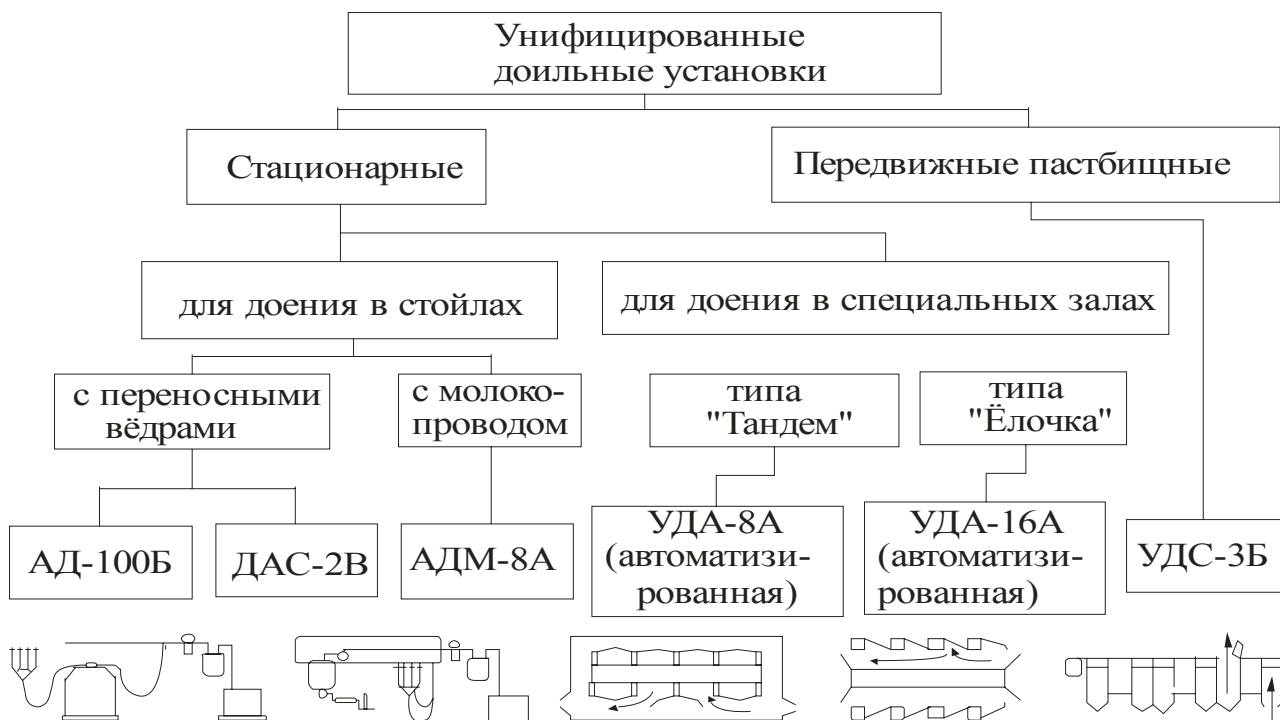 Унифицированные
доильные установки
Стационарные
Передвижные пастбищные
для доения в стойлах
для доения в специальных залах
с переносными
вёдрами
с молоко-
проводом
типа
"Тандем"
типа
"Ёлочка"
АД-100Б
ДАС-2В
АДМ-8А
УДА-8А
(автоматизи-
рованная)
УДА-16А
(автоматизи-
рованная)
УДС-3Б